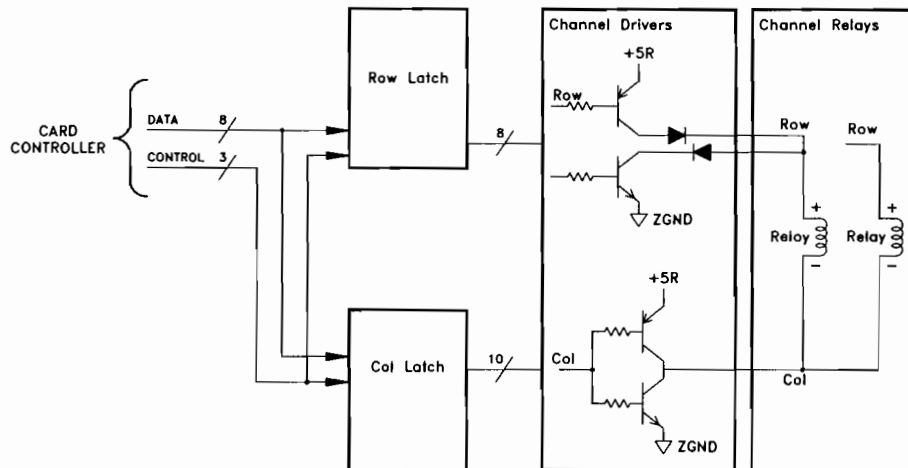 Channel Drivers
Channel Relays
+5R
Row Latch
Row
Row
Row
DATA
8
8
CARD
CONTROLLER
CONTROL
3
ZGND
+
+
Reloy
Relay
-
-
+5R
Col
10
Col Latch
Col
ZGND